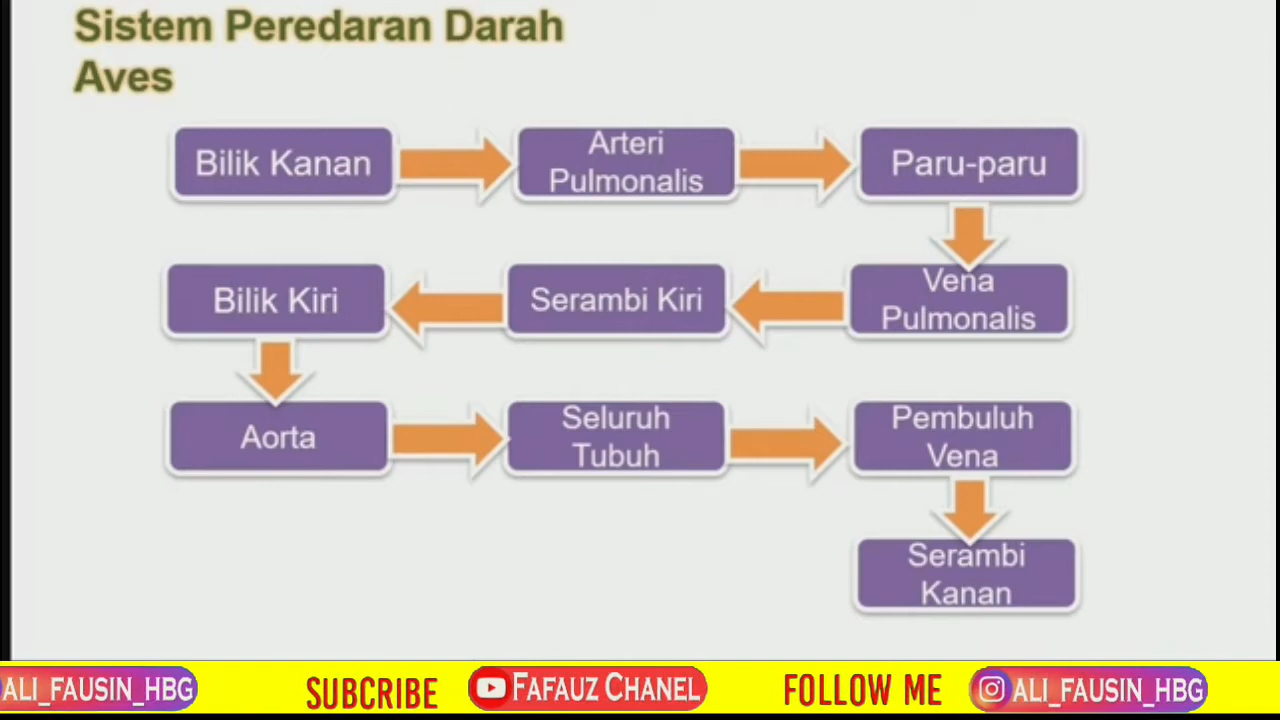 Sistem Peredaran Darah
Aves
Bilik Kanan
Arteri
Pulmonalis
Paru-paru
Bilik Kiri
Serambi Kiri
Vena
Pulmonalis
Aorta
Seluruh
Tubuh
Pembuluh
Vena
Serambi
Kanan
ALI_FAUSIN_HBG
SUBCRIBE
FAFAUZ CHANEL
FOLLOW ME
ALI_FAUSIN_HBG